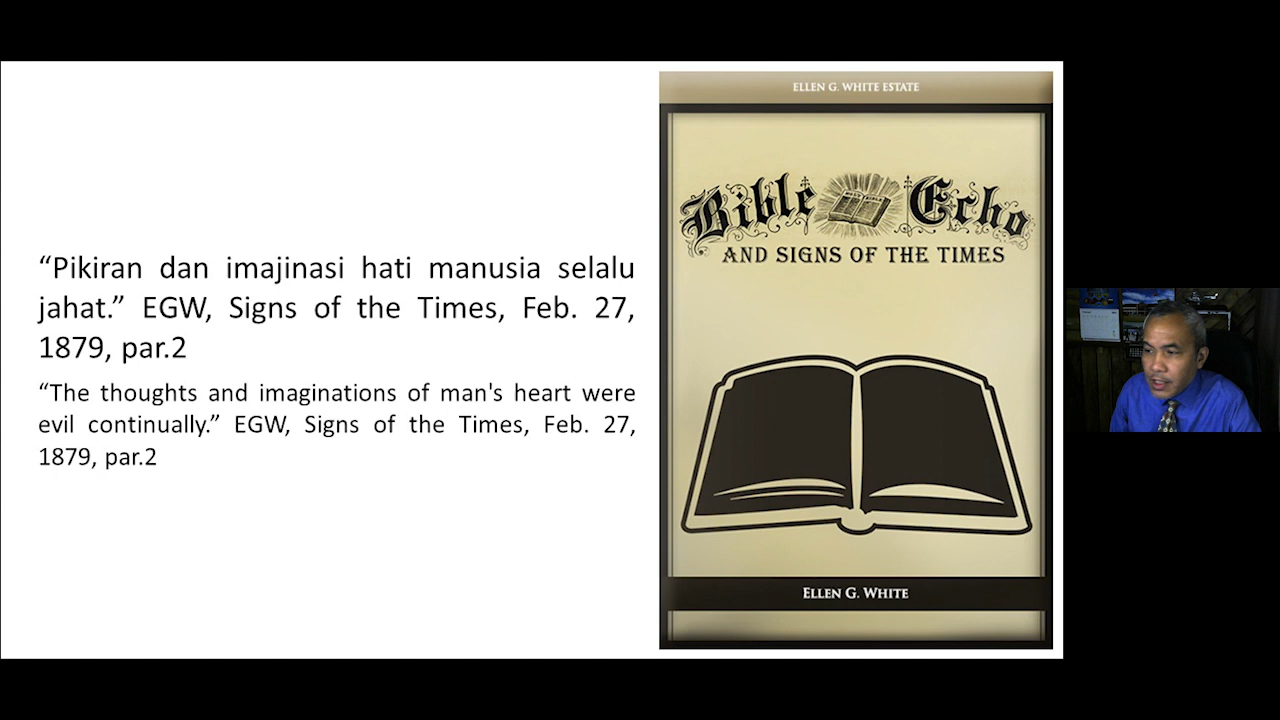 “Pikiran dan imajinasi hati manusia selalu
jahat.” EGW, Signs of the Times, Feb. 27,
1879, par.2
“The thoughts and imaginations of man's heart were
evil continually.” EGW, Signs of the Times, Feb. 27,
1879, par.2
ELLEN G. WHITE ESTATE
Bible Echo
AND SIGNS OF THE TIMES
ELLEN G. WHITE